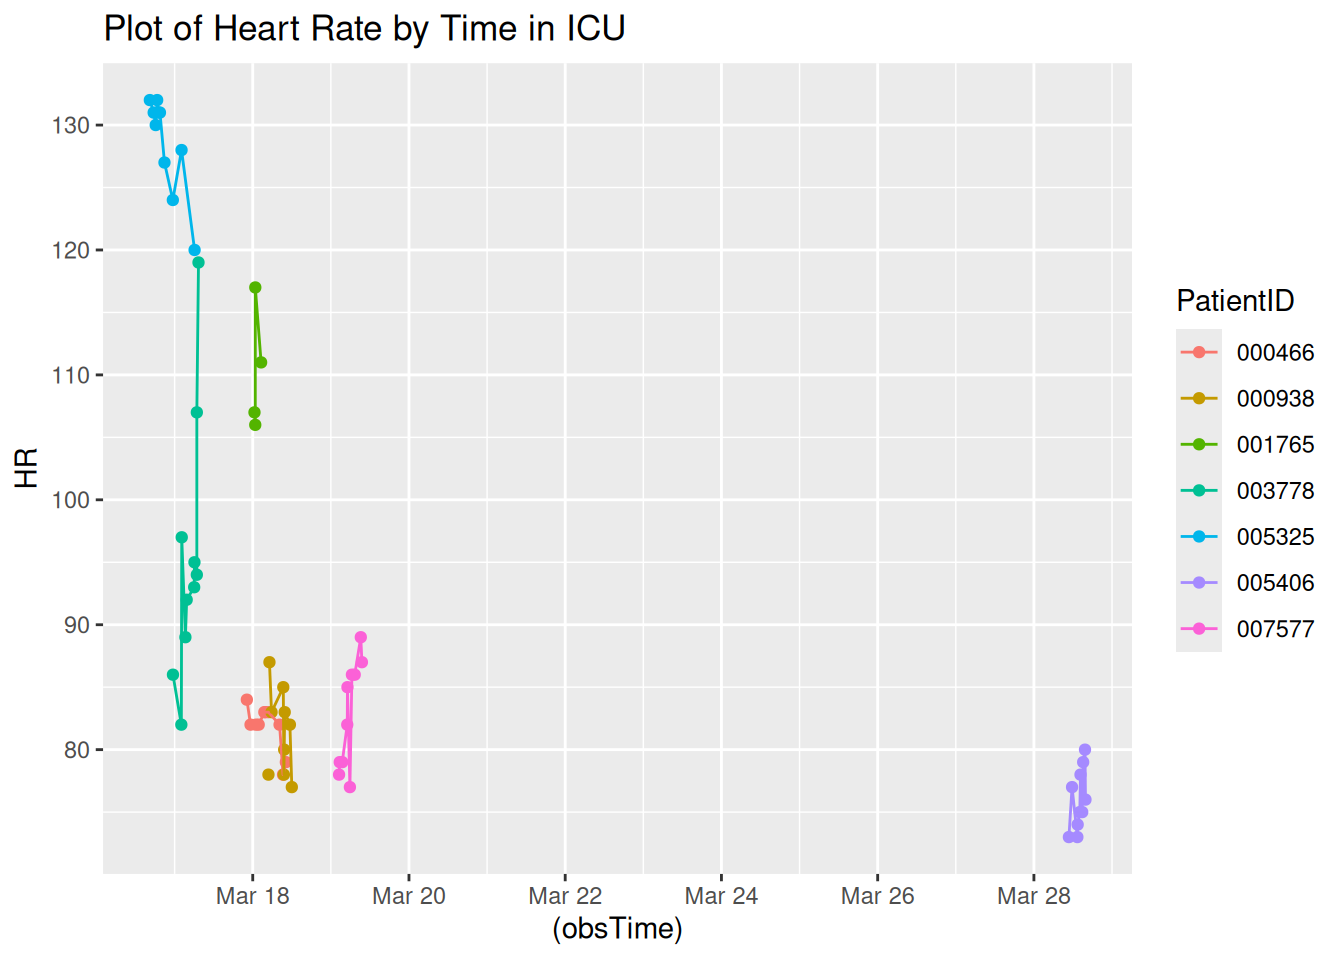 Plot of Heart Rate by Time in ICU
130
120
110
100
90
80
HR
Mar 18 Mar 20 Mar 22 Mar 24 Mar 26 Mar 28
(obsTime)
PatientID
000466
000938
001765
003778
005325
005406
007577